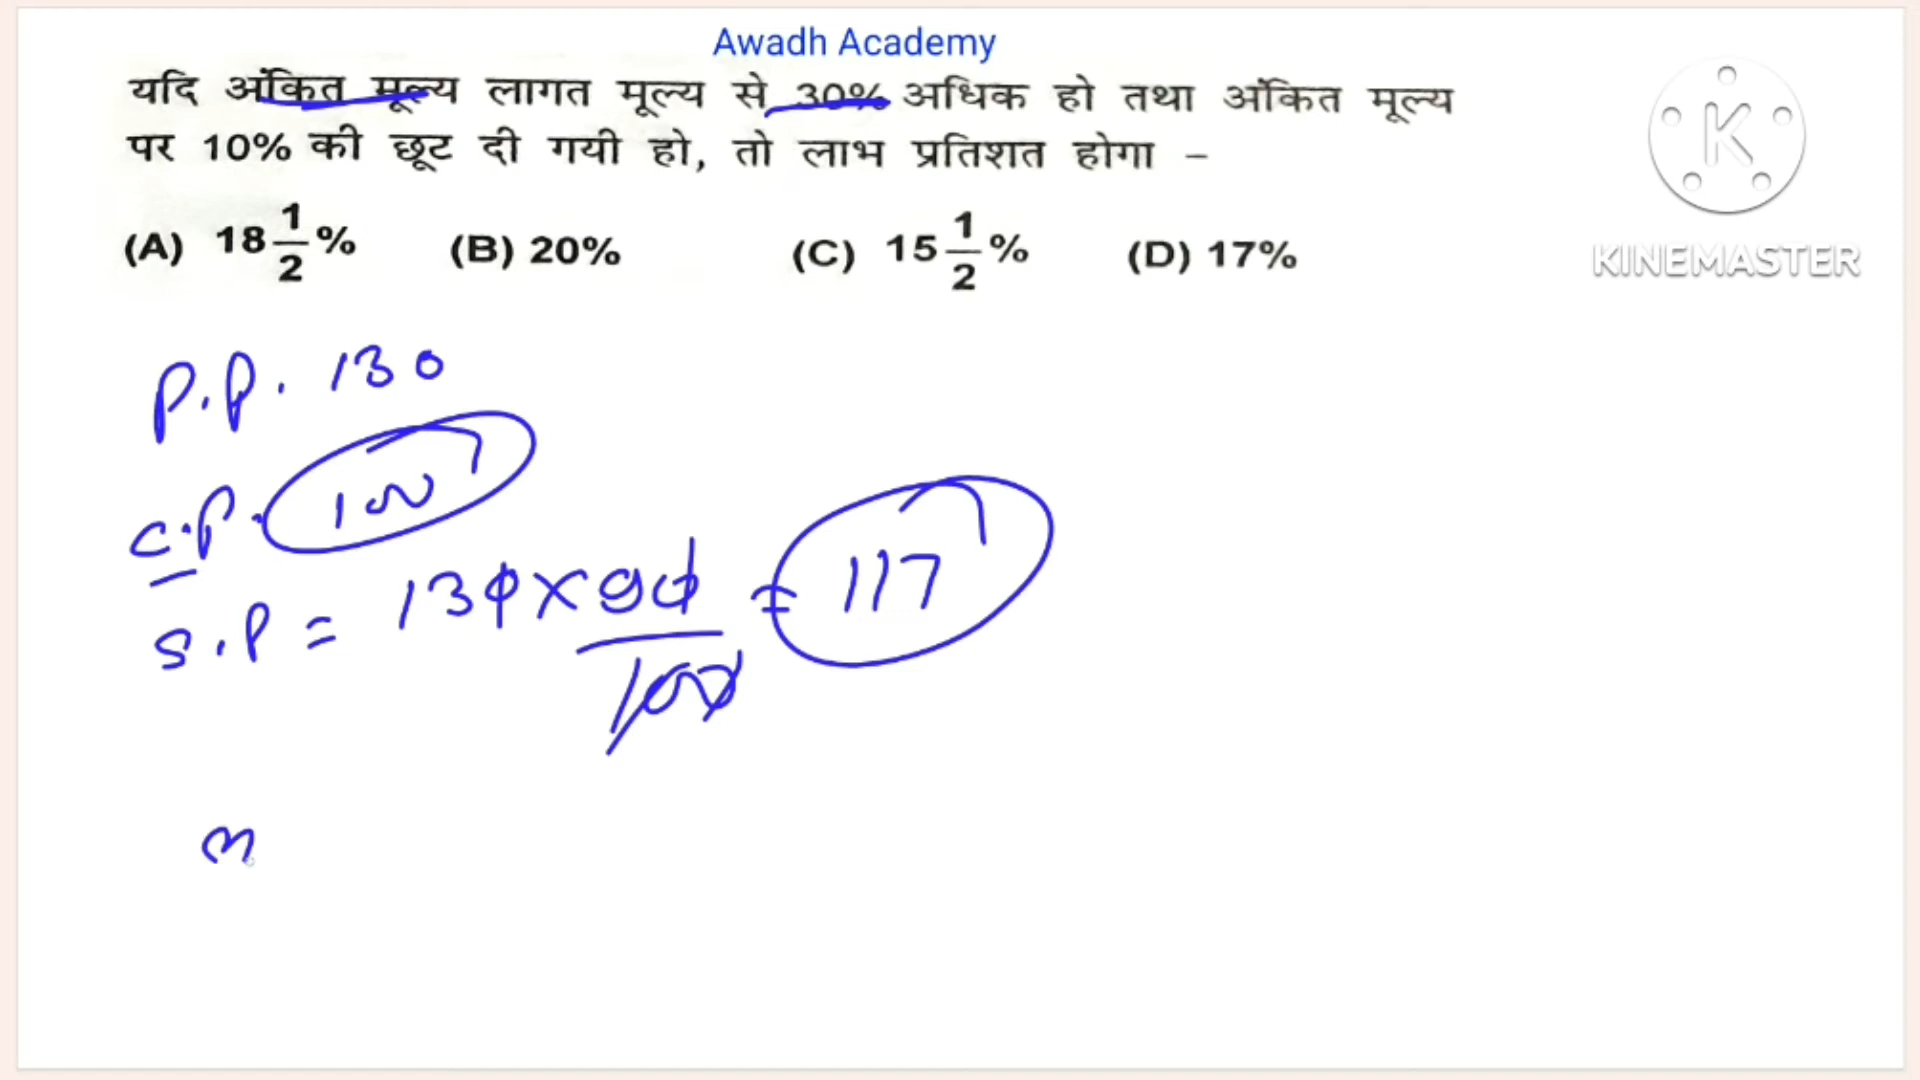 Awadh Academy
यदि अंकित मूल्य लागत मूल्य से 30% अधिक हो तथा अंकित मूल्य
पर 10% की छूट दी गयी हो, तो लाभ प्रतिशत होगा –
(A) 18 1/2 % (B) 20% (C) 15 1/2 % (D) 17%
K
KINEMASTER
P.P. 130
C.P. 100
S.P = 130 × 90 / 100 = 117